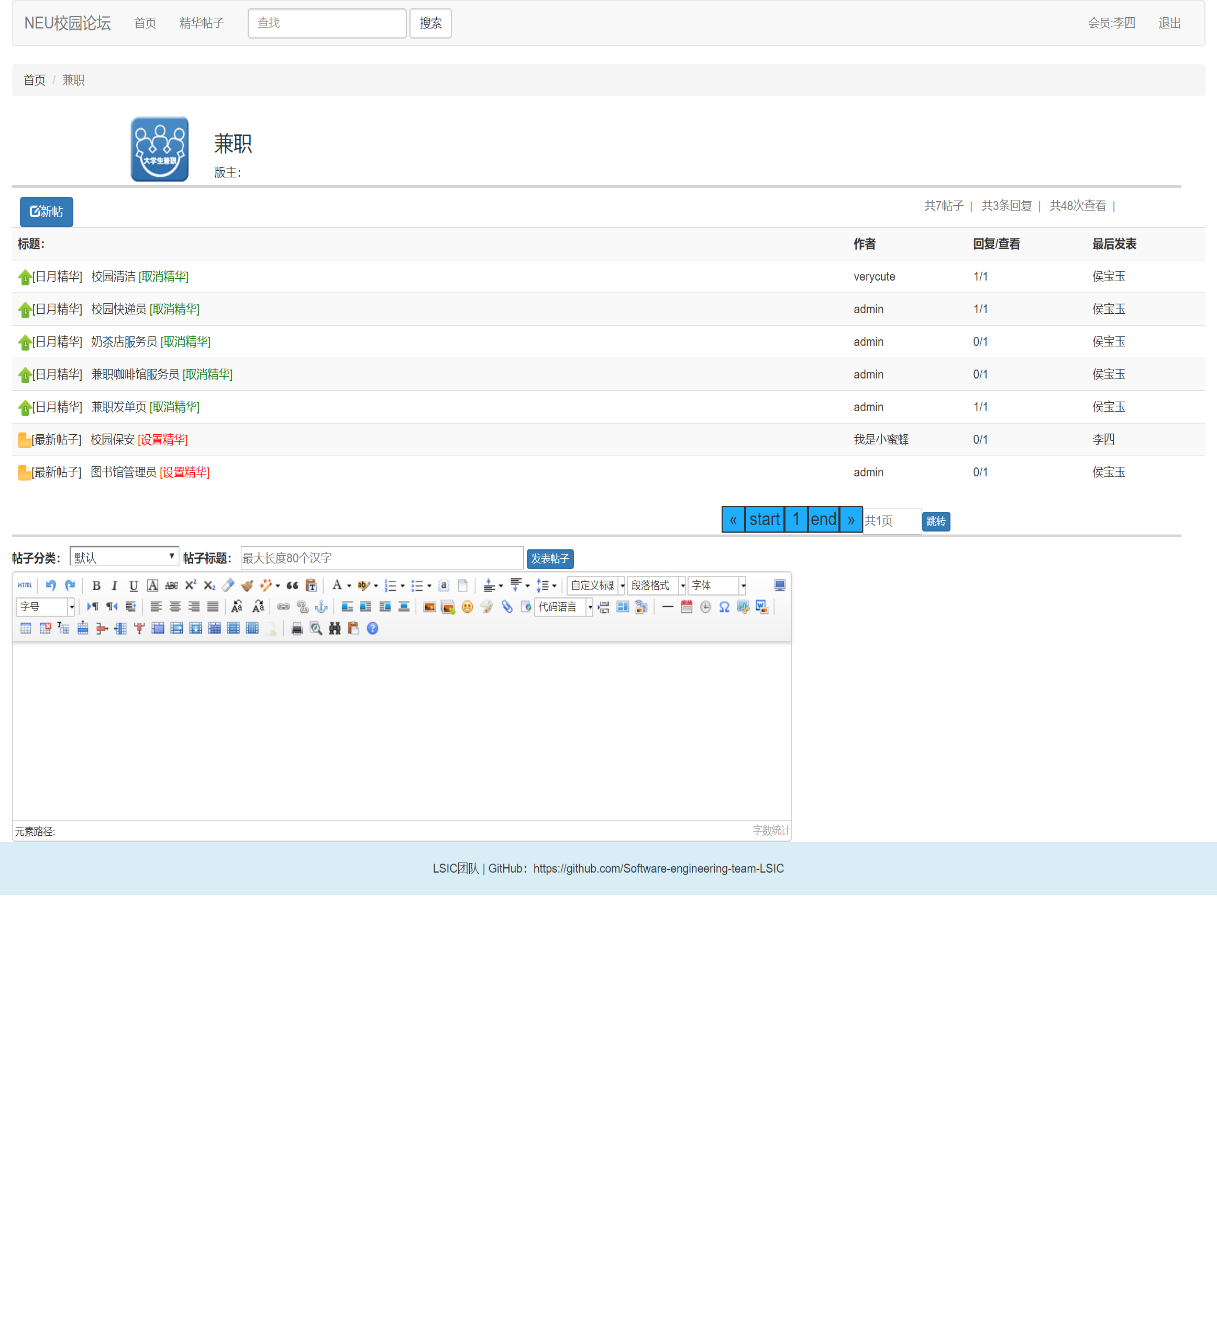 NEU校园论坛 首页 精华帖子 查找 搜索 会员:李四 退出
首页 / 兼职
大学生兼职
兼职
版主：
新帖 共7帖子 | 共3条回复 | 共48次查看 |
标题： 作者 回复/查看 最后发表
[日月精华] 校园清洁 [取消精华] verycute 1/1 侯宝玉
[日月精华] 校园快递员 [取消精华] admin 1/1 侯宝玉
[日月精华] 奶茶店服务员 [取消精华] admin 0/1 侯宝玉
[日月精华] 兼职咖啡馆服务员 [取消精华] admin 0/1 侯宝玉
[日月精华] 兼职发单页 [取消精华] admin 1/1 侯宝玉
[最新帖子] 校园保安 [设置精华] 我是小蜜蜂 0/1 李四
[最新帖子] 图书馆管理员 [设置精华] admin 0/1 侯宝玉
« start 1 end » 共1页 跳转
帖子分类： 默认 帖子标题： 最大长度80个汉字 发表帖子
HTML B I U A ABC X² X₂ A 自定义标题 段落格式 字体
字号 代码语言
元素路径: 字数统计
LSIC团队 | GitHub：https://github.com/Software-engineering-team-LSIC